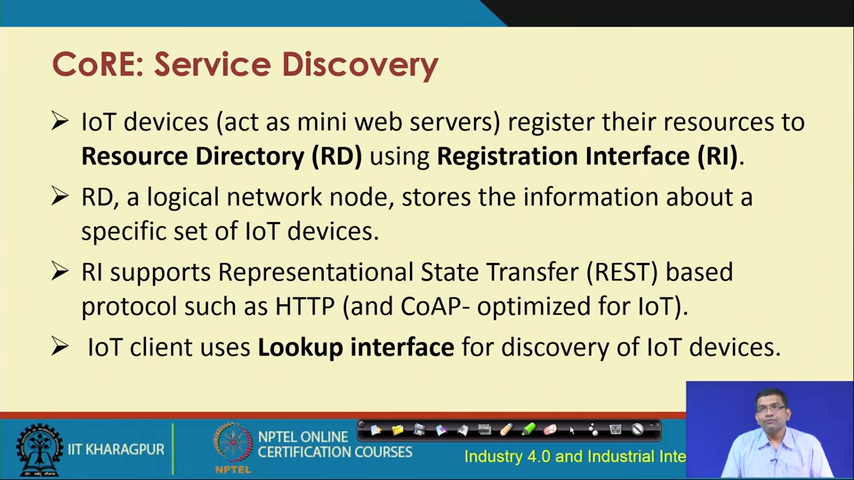 CoRE: Service Discovery
➢ IoT devices (act as mini web servers) register their resources to
Resource Directory (RD) using Registration Interface (RI).
➢ RD, a logical network node, stores the information about a
specific set of IoT devices.
➢ RI supports Representational State Transfer (REST) based
protocol such as HTTP (and CoAP- optimized for IoT).
➢ IoT client uses Lookup interface for discovery of IoT devices.
IIT KHARAGPUR
NPTEL
NPTEL ONLINE
CERTIFICATION COURSES
Industry 4.0 and Industrial Inte